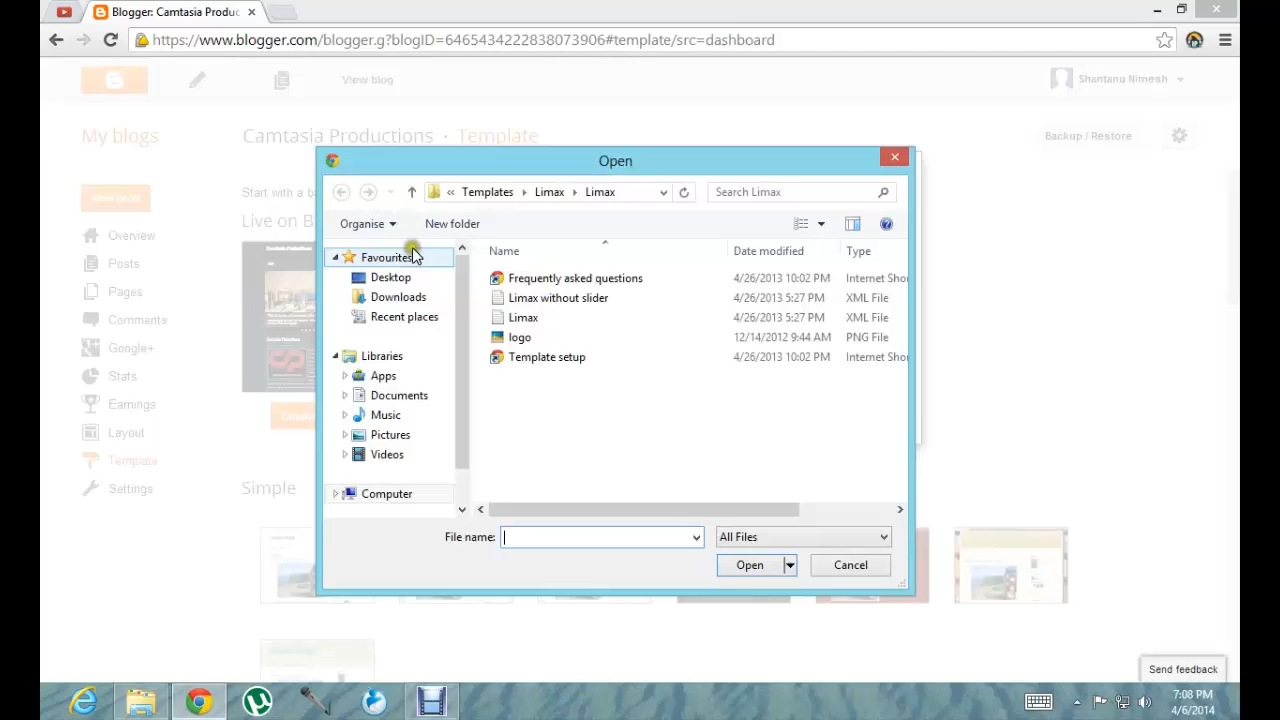 Blogger: Camtasia Produc
https://www.blogger.com/blogger.g?blogID=6465434222838073906#template/src=dashboard
View blog
Shantanu Nimesh
My blogs
Camtasia Productions · Template
Backup / Restore
New post
Start with a ba
Live on B
Overview
Posts
Pages
Comments
Google+
Stats
Earnings
Layout
Template
Settings
Simple
Open
« Templates Limax Limax
Search Limax
Organise
New folder
Favourites
Desktop
Downloads
Recent places
Libraries
Apps
Documents
Music
Pictures
Videos
Computer
Name Date modified Type
Frequently asked questions 4/26/2013 10:02 PM Internet Sho
Limax without slider 4/26/2013 5:27 PM XML File
Limax 4/26/2013 5:27 PM XML File
logo 12/14/2012 9:44 AM PNG File
Template setup 4/26/2013 10:02 PM Internet Sho
File name:
All Files
Open
Cancel
Send feedback
7:08 PM
4/6/2014